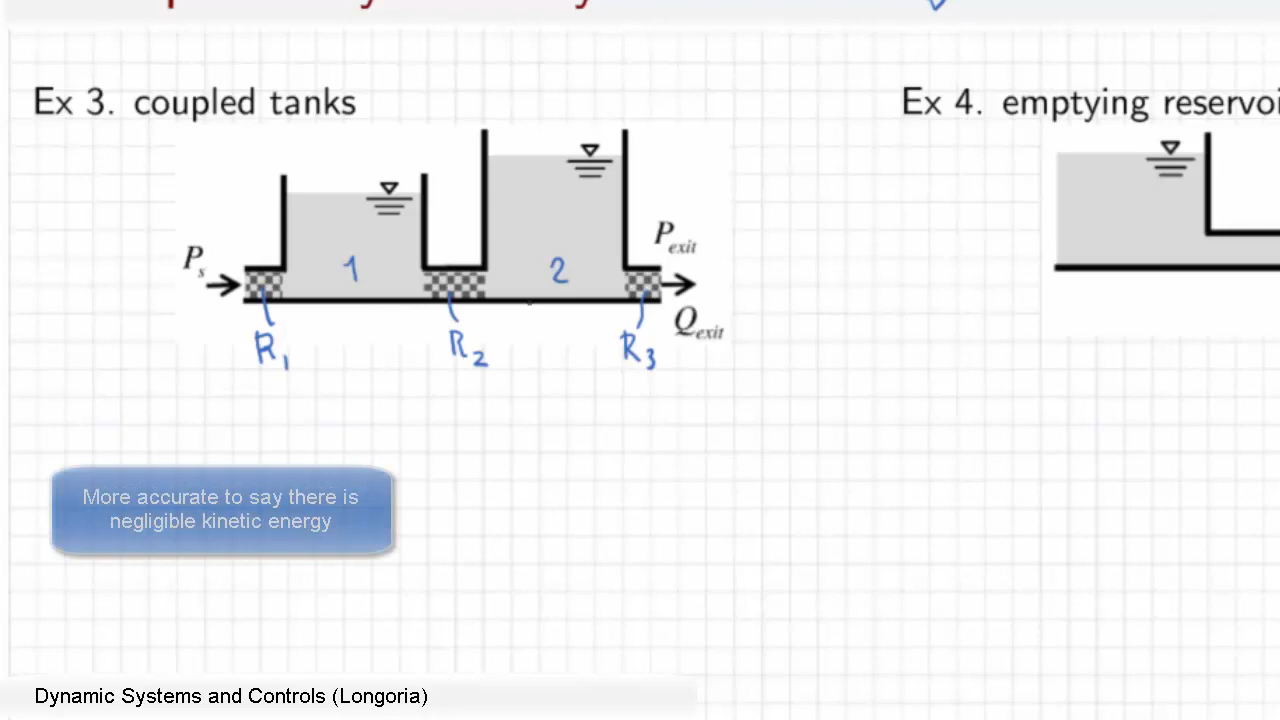 Ex 3. coupled tanks
Ex 4. emptying
P_s
1
2
P_exit
Q_exit
R_1
R_2
R_3
More accurate to say there is
negligible kinetic energy
Dynamic Systems and Controls (Longoria)